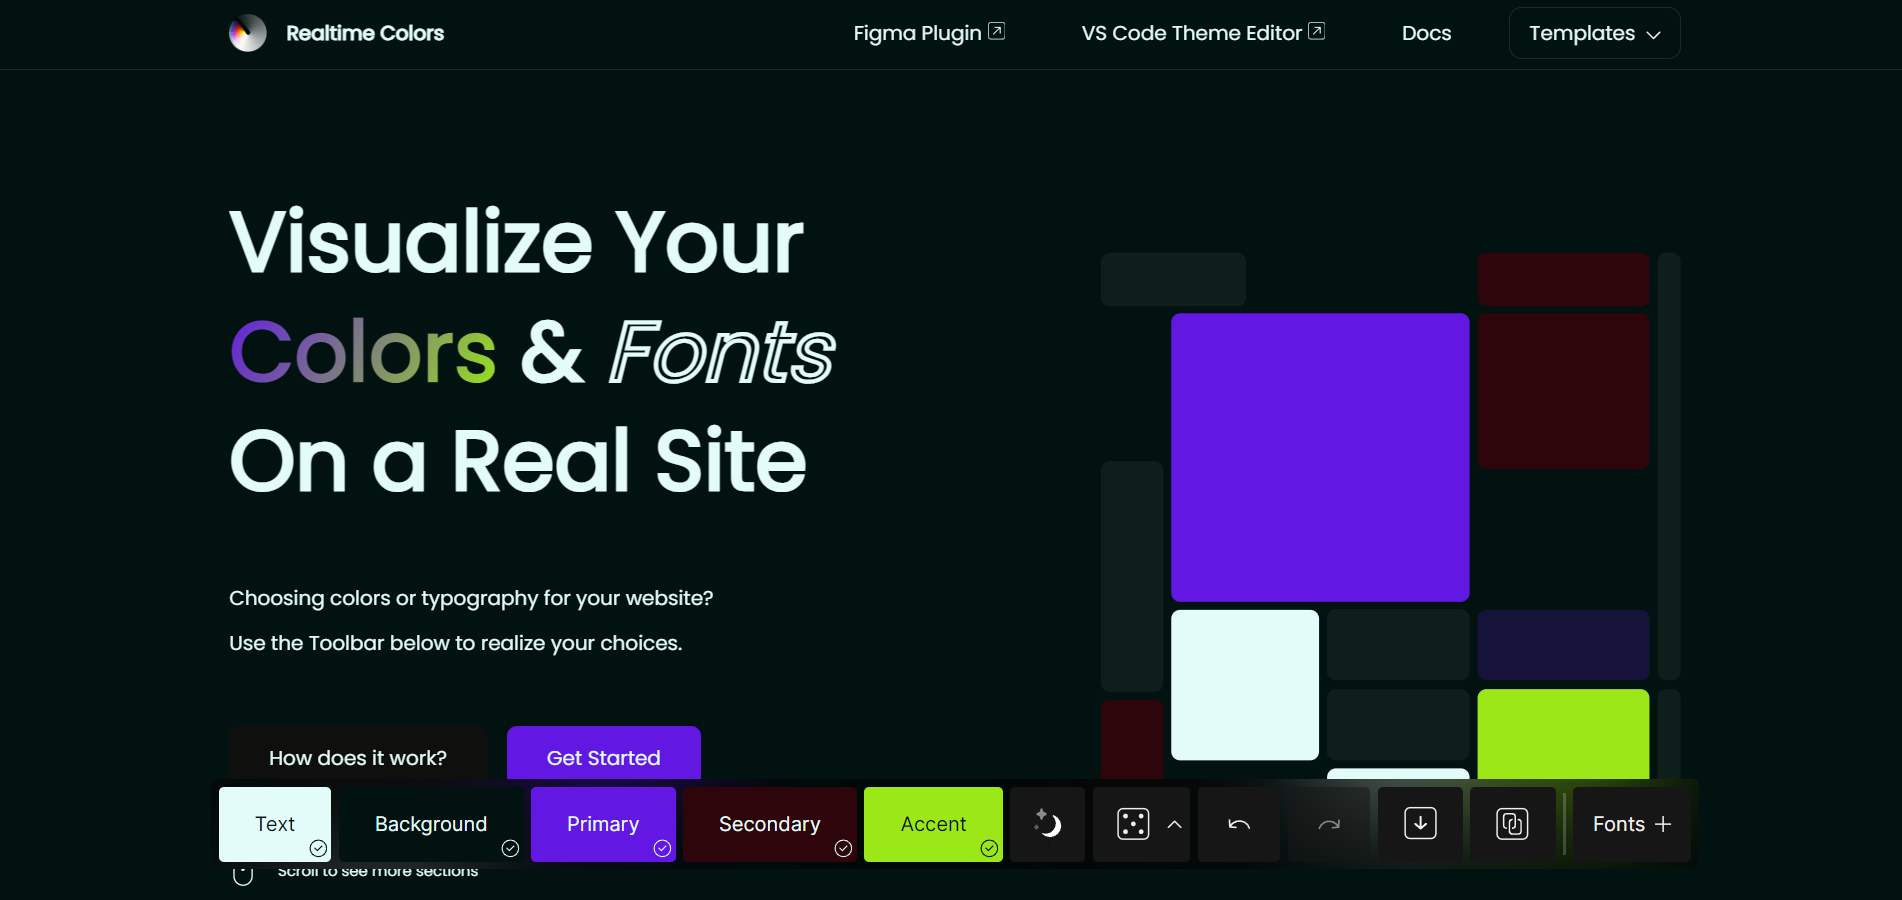 Realtime Colors
Figma Plugin
VS Code Theme Editor
Docs
Templates
Visualize Your
Colors & Fonts
On a Real Site
Choosing colors or typography for your website?
Use the Toolbar below to realize your choices.
How does it work?
Get Started
Text
Background
Primary
Secondary
Accent
Fonts
Scroll to see more sections